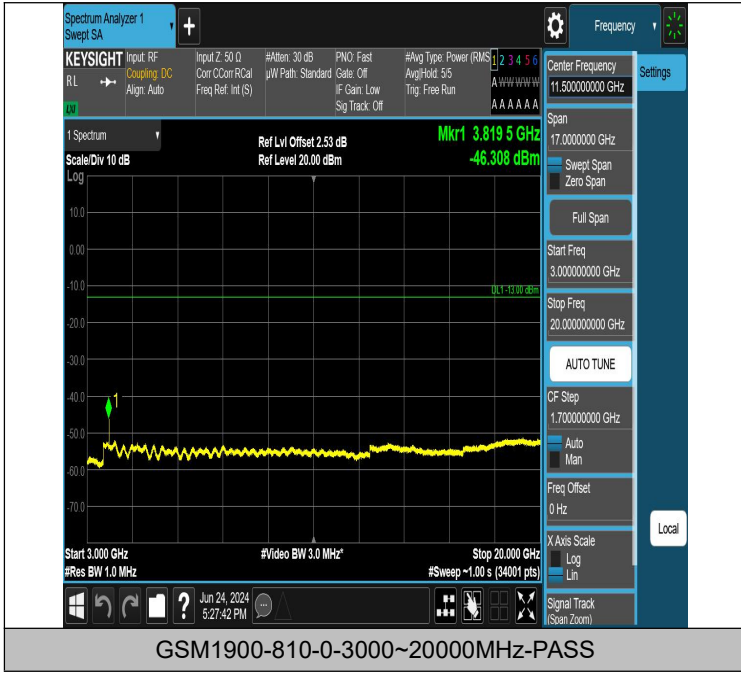 Spectrum Analyzer 1
Swept SA
+
Frequency
KEYSIGHT
RL
Input: RF
Coupling: DC
Align: Auto
Input Z: 50 Ω
Corr CCorr RCal
Freq Ref: Int (S)
#Atten: 30 dB
µW Path: Standard
PNO: Fast
Gate: Off
IF Gain: Low
Sig Track: Off
#Avg Type: Power (RMS
Avg|Hold: 5/5
Trig: Free Run
1 2 3 4 5 6
A W W W W W
A A A A A A
1 Spectrum
Scale/Div 10 dB
Ref Lvl Offset 2.53 dB
Ref Level 20.00 dBm
Mkr1 3.819 5 GHz
-46.308 dBm
Log
10.0
0.00
-10.0
DL1 -13.00 dBm
-20.0
-30.0
-40.0
1
-50.0
-60.0
-70.0
Start 3.000 GHz
#Res BW 1.0 MHz
#Video BW 3.0 MHz*
Stop 20.000 GHz
#Sweep ~1.00 s (34001 pts)
Center Frequency
11.50000000 GHz
Settings
Span
17.0000000 GHz
Swept Span
Zero Span
Full Span
Start Freq
3.000000000 GHz
Stop Freq
20.000000000 GHz
AUTO TUNE
CF Step
1.700000000 GHz
Auto
Man
Freq Offset
0 Hz
X Axis Scale
Log
Lin
Local
Signal Track
(Span Zoom)
?
Jun 24, 2024
5:27:42 PM
GSM1900-810-0-3000~20000MHz-PASS